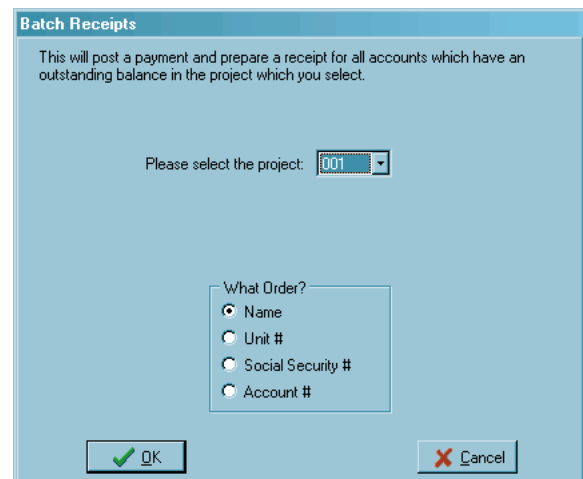 Batch Receipts
This will post a payment and prepare a receipt for all accounts which have an
outstanding balance in the project which you select.
Please select the project: 001
What Order?
Name
Unit #
Social Security #
Account #
OK Cancel